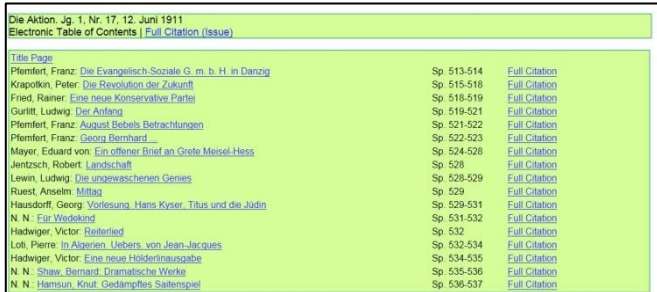 Die Aktion. Jg. 1, Nr. 17, 12. Juni 1911
Electronic Table of Contents | Full Citation (Issue)
Title Page
Pfemfert, Franz: Die Evangelisch-Soziale G. m. b. H. in Danzig Sp. 513-514 Full Citation
Krapotkin, Peter: Die Revolution der Zukunft Sp. 515-518 Full Citation
Fried, Rainer: Eine neue Konservative Partei Sp. 518-519 Full Citation
Gurlitt, Ludwig: Der Anfang Sp. 519-521 Full Citation
Pfemfert, Franz: August Bebels Betrachtungen Sp. 521-522 Full Citation
Pfemfert, Franz: Georg Bernhard ... Sp. 522-523 Full Citation
Mayer, Eduard von: Ein offener Brief an Grete Meisel-Hess Sp. 524-528 Full Citation
Jentzsch, Robert: Landschaft Sp. 528 Full Citation
Lewin, Ludwig: Die ungewaschenen Genies Sp. 528-529 Full Citation
Ruest, Anselm: Mittag Sp. 529 Full Citation
Hausdorff, Georg: Vorlesung. Hans Kyser, Titus und die Jüdin Sp. 529-531 Full Citation
N. N.: Für Wedekind Sp. 531-532 Full Citation
Hadwiger, Victor: Reiterlied Sp. 532 Full Citation
Loti, Pierre: In Algerien. Uebers. von Jean-Jacques Sp. 532-534 Full Citation
Hadwiger, Victor: Eine neue Hölderlinausgabe Sp. 534-535 Full Citation
N. N.: Shaw, Bernard: Dramatische Werke Sp. 535-536 Full Citation
N. N.: Hamsun, Knut: Gedämpftes Saitenspiel Sp. 536-537 Full Citation